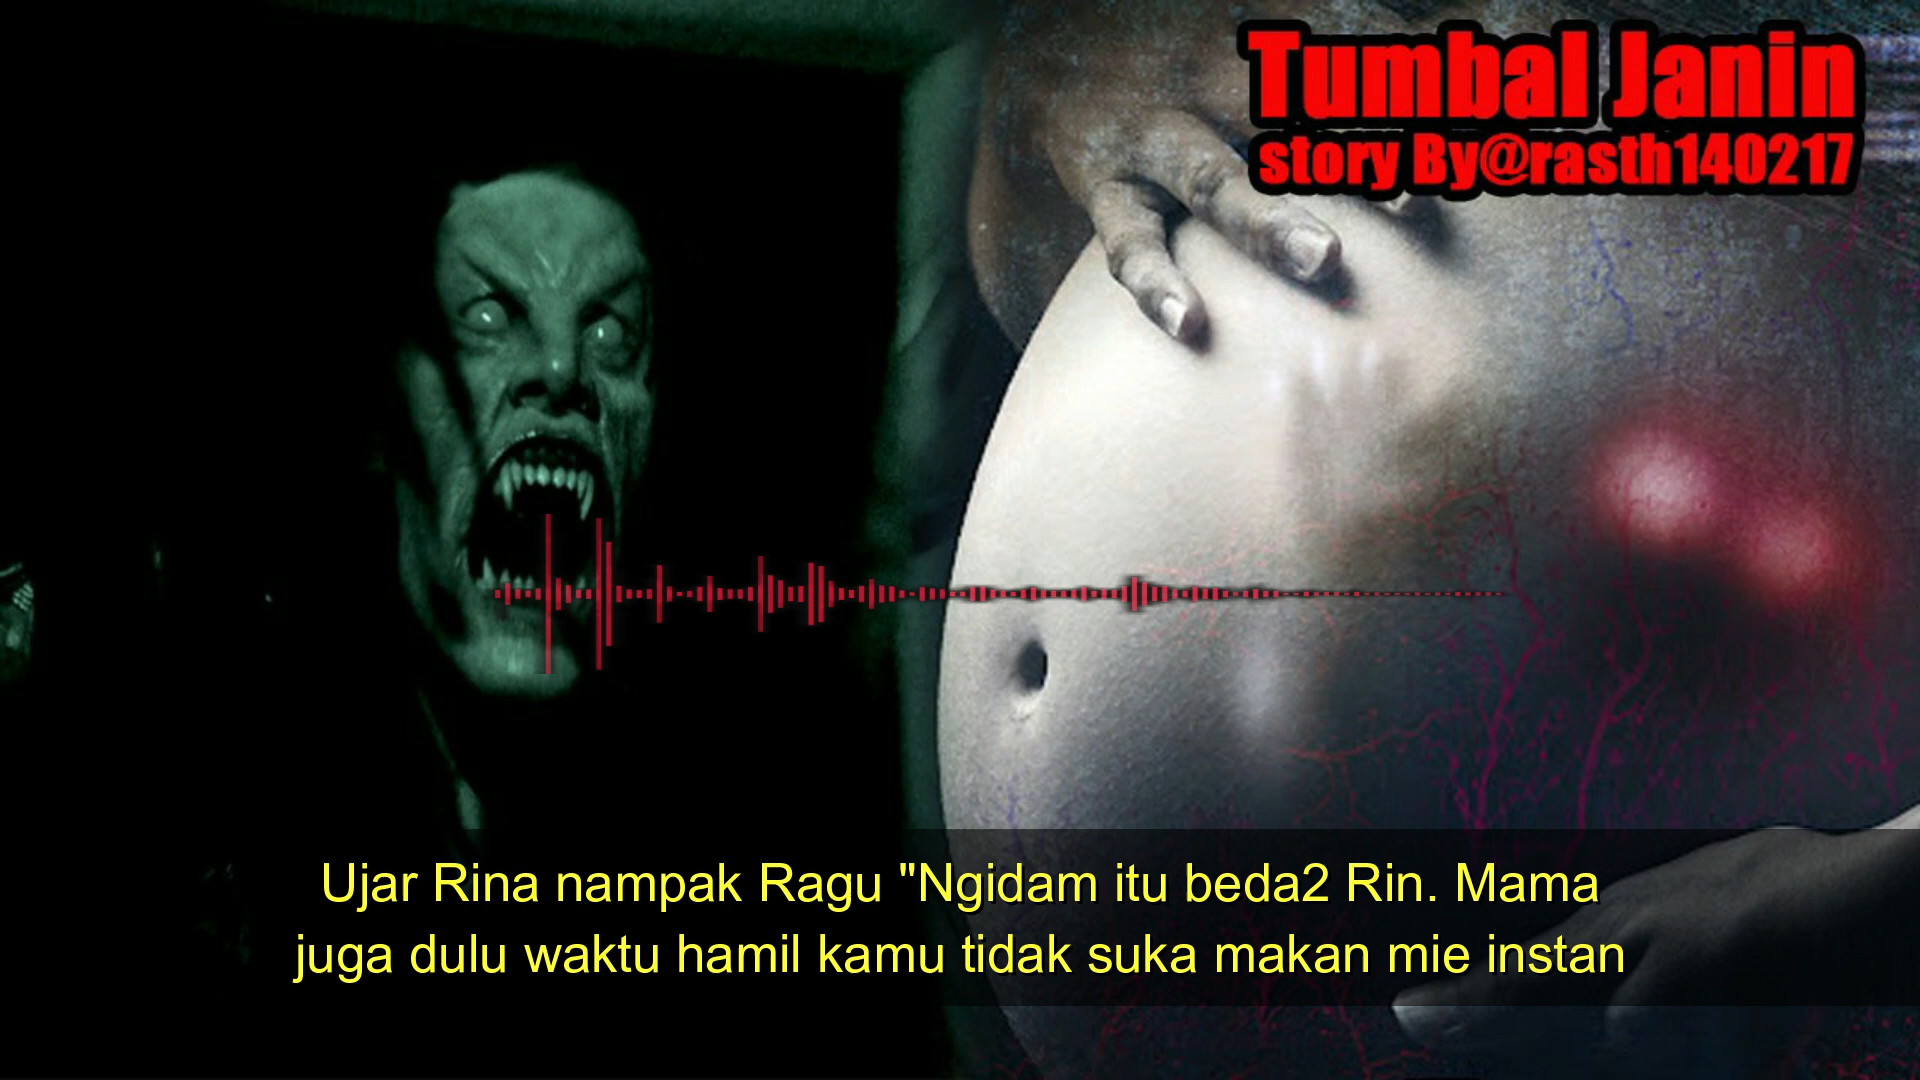 Tumbal Janin
story By@rasth140217
Ujar Rina nampak Ragu "Ngidam itu beda2 Rin. Mama
juga dulu waktu hamil kamu tidak suka makan mie instan